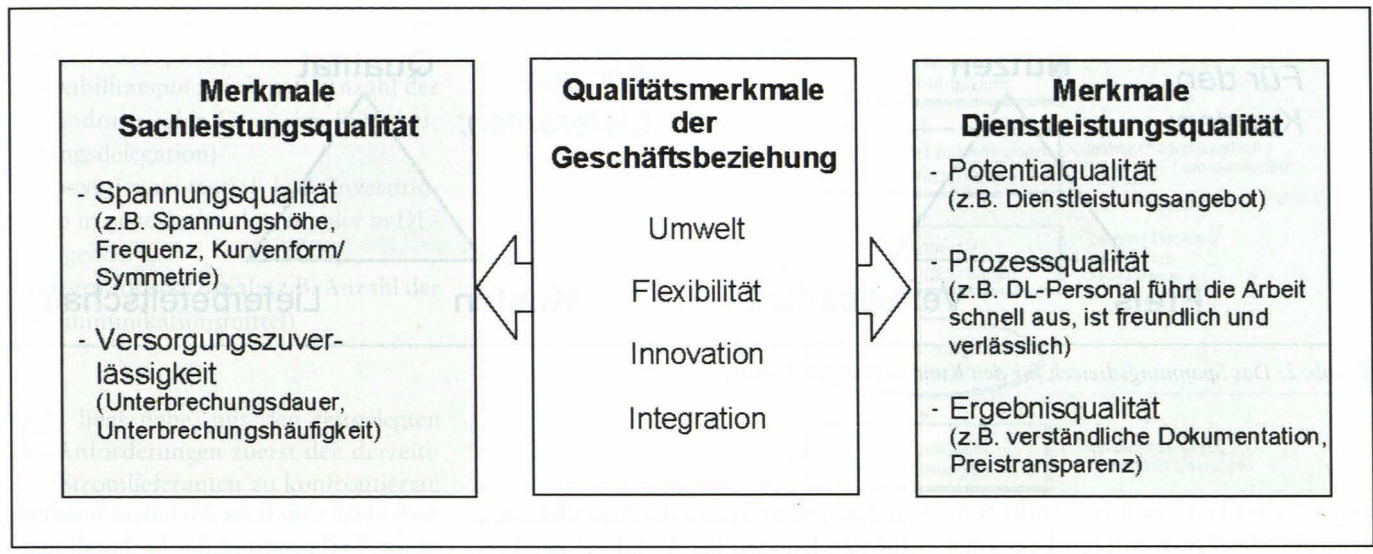 Merkmale
Sachleistungsqualität
- Spannungsqualität
(z.B. Spannungshöhe,
Frequenz, Kurvenform/
Symmetrie)
- Versorgungszuver-
lässigkeit
(Unterbrechungsdauer,
Unterbrechungshäufigkeit)
Qualitätsmerkmale
der
Geschäftsbeziehung
Umwelt
Flexibilität
Innovation
Integration
Merkmale
Dienstleistungsqualität
- Potentialqualität
(z.B. Dienstleistungsangebot)
- Prozessqualität
(z.B. DL-Personal führt die Arbeit
schnell aus, ist freundlich und
verlässlich)
- Ergebnisqualität
(z.B. verständliche Dokumentation,
Preistransparenz)